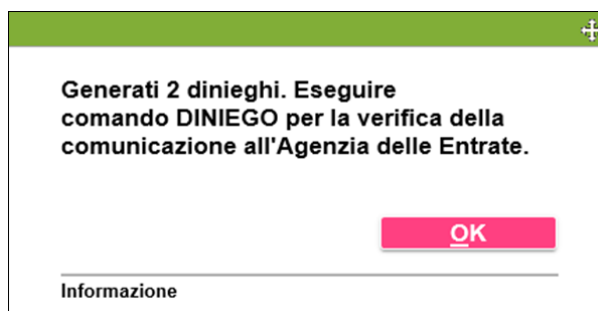 Generati 2 dinieghi. Eseguire
comando DINIEGO per la verifica della
comunicazione all'Agenzia delle Entrate.
OK
Informazione